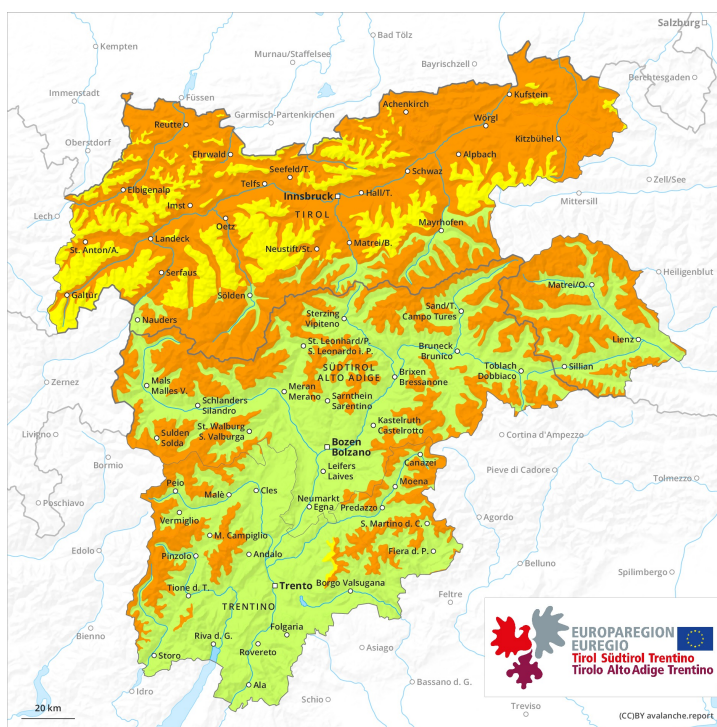 Salzburg
Kempten
Bad Tölz
Murnau/Staffelsee
Bayrischzell
Berchtesgaden
Immenstadt
Füssen
Achenkirch
Kufstein
Garmisch-Partenkirchen
Reutte
Wörgl
Oberstdorf
Kitzbühel
Ehrwald
Alpbach
Seefeld/T.
Schwaz
Zell/See
Elbigenalp
Telfs
Innsbruck
Hall/T.
Mittersill
Imst
TIROL
Lech
Oetz
Mayrhofen
St. Anton/A.
Landeck
Neustift/St.
Matrei/B.
Serfaus
Heiligenblut
Galtür
Sölden
Matrei/O.
Nauders
Sterzing
Vipiteno
Sand/T.
Campo Tures
Lienz
St. Leonhard/P.
S. Leonardo i. P.
Bruneck
Brunico
Sillian
SÜDTIROL
ALTO ADIGE
Toblach
Dobbiaco
Zernez
Mals
Malles V.
Meran
Merano
Brixen
Bressanone
Schlanders
Silandro
Sarnthein
Sarentino
Kastelruth
Castelrotto
Livigno
Sulden
Solda
St. Walburg
S. Valburga
Bozen
Bolzano
Cortina d'Ampezzo
Bormio
Leifers
Laives
Canazei
Pieve di Cadore
Tolmezzo
Peio
Malè
Cles
Neumarkt
Egna
Moena
Predazzo
Poschiavo
Vermiglio
Agordo
S. Martino d. C.
M. Campiglio
Edolo
Pinzolo
Andalo
Fiera d. P.
Belluno
Spilimbergo
Tione d. T.
Trento
Borgo Valsugana
Feltre
TRENTINO
Bienno
Riva d. G.
Folgaria
Storo
Rovereto
Asiago
Idro
Ala
Schio
Bassano d. G.
Treviso
EUROPAREGION
EUREGIO
Tirol Südtirol Trentino
Tirolo Alto Adige Trentino
20 km
(CC)BY avalanche.report